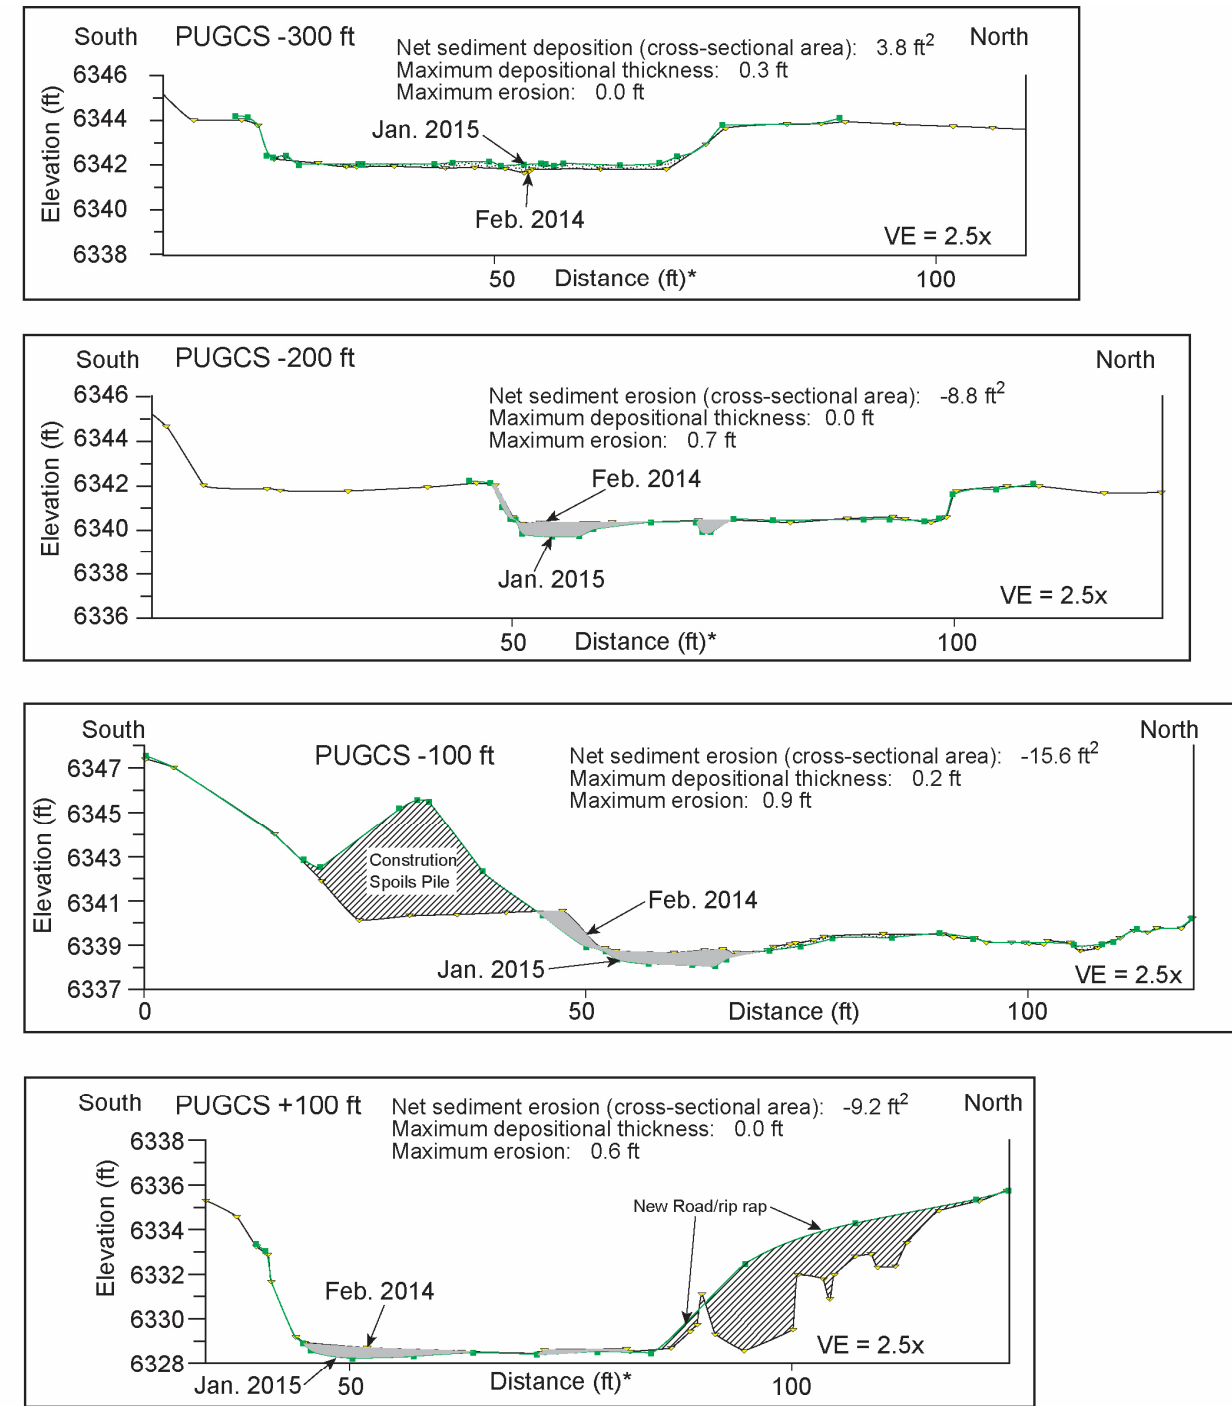 South PUGCS -300 ft North
Net sediment deposition (cross-sectional area): 3.8 ft²
Maximum depositional thickness: 0.3 ft
Maximum erosion: 0.0 ft
Elevation (ft)
6346
6344
6342
6340
6338
Jan. 2015
Feb. 2014
VE = 2.5x
50 Distance (ft)* 100
South PUGCS -200 ft North
Net sediment erosion (cross-sectional area): -8.8 ft²
Maximum depositional thickness: 0.0 ft
Maximum erosion: 0.7 ft
Elevation (ft)
6346
6344
6342
6340
6338
6336
Feb. 2014
Jan. 2015
VE = 2.5x
50 Distance (ft)* 100
South North
PUGCS -100 ft
Net sediment erosion (cross-sectional area): -15.6 ft²
Maximum depositional thickness: 0.2 ft
Maximum erosion: 0.9 ft
Elevation (ft)
6347
6345
6343
6341
6339
6337
Constrution
Spoils Pile
Feb. 2014
Jan. 2015
VE = 2.5x
0 50 Distance (ft) 100
South PUGCS +100 ft North
Net sediment erosion (cross-sectional area): -9.2 ft²
Maximum depositional thickness: 0.0 ft
Maximum erosion: 0.6 ft
Elevation (ft)
6338
6336
6334
6332
6330
6328
New Road/rip rap
Feb. 2014
VE = 2.5x
Jan. 2015
50 Distance (ft)* 100